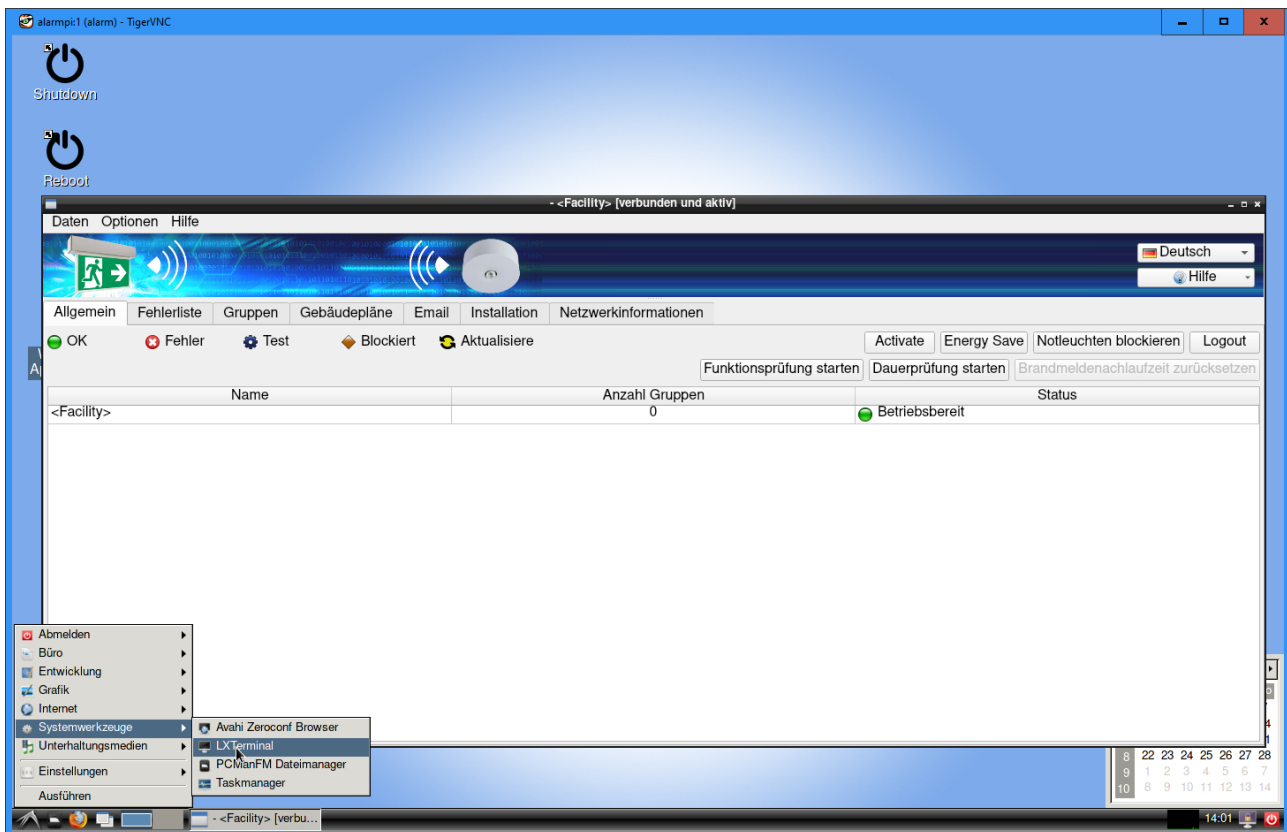 alarmpi:1 (alarm) - TigerVNC
Shutdown
Reboot
- <Facility> [verbunden und aktiv]
Daten Optionen Hilfe
Deutsch
Hilfe
Allgemein Fehlerliste Gruppen Gebäudepläne Email Installation Netzwerkinformationen
OK Fehler Test Blockiert Aktualisiere Activate Energy Save Notleuchten blockieren Logout
Funktionsprüfung starten Dauerprüfung starten Brandmeldenachlaufzeit zurücksetzen
Name Anzahl Gruppen Status
<Facility> 0 Betriebsbereit
Abmelden
Büro
Entwicklung
Grafik
Internet
Systemwerkzeuge
Unterhaltungsmedien
Einstellungen
Ausführen
Avahi Zeroconf Browser
LXTerminal
PCManFM Dateimanager
Taskmanager
8 22 23 24 25 26 27 28
9 1 2 3 4 5 6 7
10 8 9 10 11 12 13 14
- <Facility> [verbu... 14:01